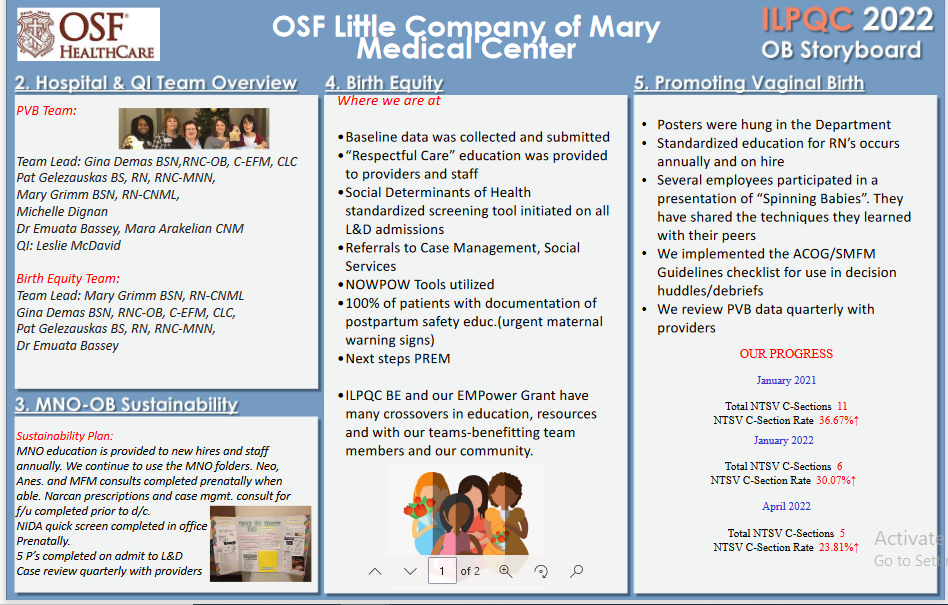 OSF
HEALTHCARE
OSF Little Company of Mary
Medical Center
ILPQC 2022
OB Storyboard
2. Hospital & QI Team Overview
PVB Team:
Team Lead: Gina Demas BSN,RNC-OB, C-EFM, CLC
Pat Gelezauskas BS, RN, RNC-MNN,
Mary Grimm BSN, RN-CNML,
Michelle Dignan
Dr Emuata Bassey, Mara Arakelian CNM
QI: Leslie McDavid
Birth Equity Team:
Team Lead: Mary Grimm BSN, RN-CNML
Gina Demas BSN, RNC-OB, C-EFM, CLC,
Pat Gelezauskas BS, RN, RNC-MNN,
Dr Emuata Bassey
3. MNO-OB Sustainability
Sustainability Plan:
MNO education is provided to new hires and staff
annually. We continue to use the MNO folders. Neo,
Anes. and MFM consults completed prenatally when
able. Narcan prescriptions and case mgmt. consult for
f/u completed prior to d/c.
NIDA quick screen completed in office
Prenatally.
5 P's completed on admit to L&D
Case review quarterly with providers
4. Birth Equity
Where we are at
•Baseline data was collected and submitted
•“Respectful Care” education was provided
to providers and staff
•Social Determinants of Health
standardized screening tool initiated on all
L&D admissions
•Referrals to Case Management, Social
Services
•NOWPOW Tools utilized
•100% of patients with documentation of
postpartum safety educ.(urgent maternal
warning signs)
•Next steps PREM
•ILPQC BE and our EMPower Grant have
many crossovers in education, resources
and with our teams-benefitting team
members and our community.
1 of 2
5. Promoting Vaginal Birth
• Posters were hung in the Department
• Standardized education for RN's occurs
annually and on hire
• Several employees participated in a
presentation of “Spinning Babies”. They
have shared the techniques they learned
with their peers
• We implemented the ACOG/SMFM
Guidelines checklist for use in decision
huddles/debriefs
• We review PVB data quarterly with
providers
OUR PROGRESS
January 2021
Total NTSV C-Sections 11
NTSV C-Section Rate 36.67%↑
January 2022
Total NTSV C-Sections 6
NTSV C-Section Rate 30.07%↑
April 2022
Total NTSV C-Sections 5
NTSV C-Section Rate 23.81%↑
Activate
Go to Sett